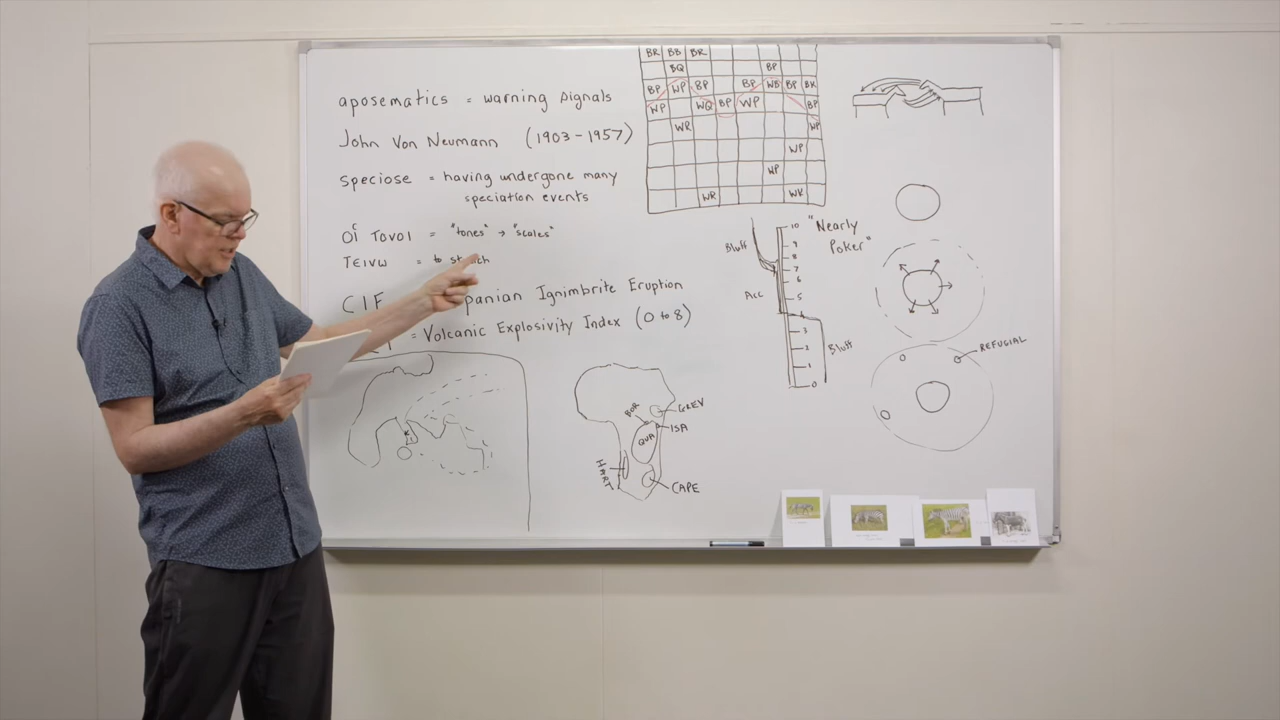 aposematics = warning signals
John Von Neumann (1903-1957)
speciose = having undergone many
speciation events
οἱ τόνοι = "tones" → "scales"
τείνω = to st ch
CIE panian Ignimbrite Eruption
= Volcanic Explosivity Index (0 to 8)
BR BB BR
BQ BP
BP WP BP BP WB BP BK
WP WQ BP WP BP
WR WP
WP
WP
WR WK
"Nearly
Poker"
Bluff
Acc
Bluff
10
9
8
7
6
5
4
3
2
1
0
REFUGIAL
BOR
GREV
ISA
QUA
HART
CAPE